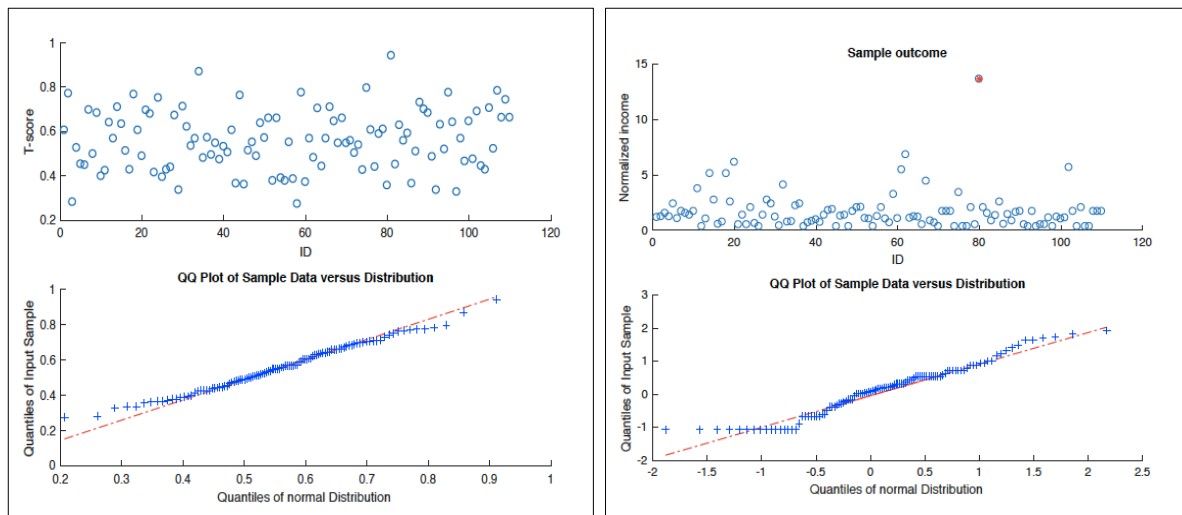 1
0.8
0.6
0.4
0.2
T-score
0 20 40 60 80 100 120
ID
QQ Plot of Sample Data versus Distribution
1
0.8
0.6
0.4
0.2
0
Quantiles of Input Sample
0.2 0.3 0.4 0.5 0.6 0.7 0.8 0.9 1
Quantiles of normal Distribution
Sample outcome
15
10
5
0
Normalized income
0 20 40 60 80 100 120
ID
QQ Plot of Sample Data versus Distribution
3
2
1
0
-1
-2
Quantiles of Input Sample
-2 -1.5 -1 -0.5 0 0.5 1 1.5 2 2.5
Quantiles of normal Distribution